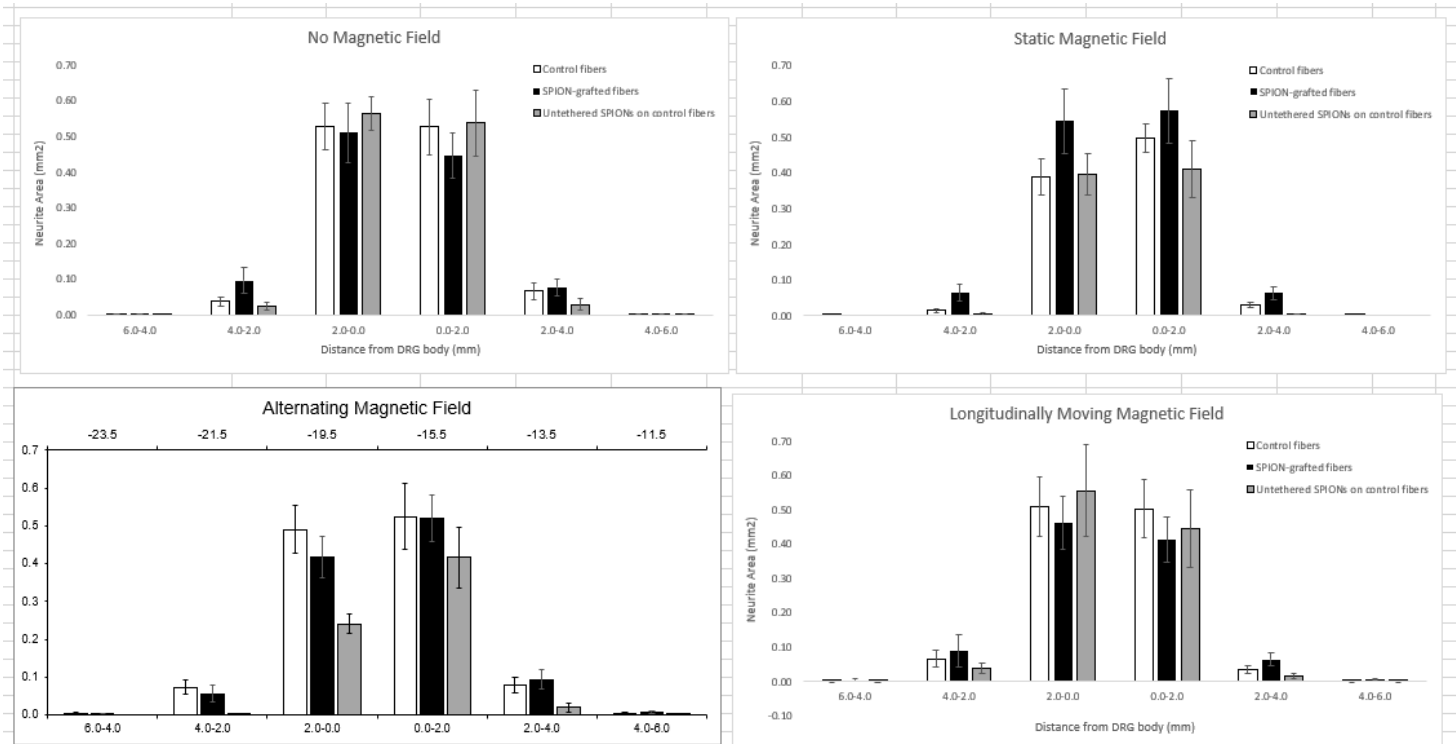 No Magnetic Field
Control fibers
SPION-grafted fibers
Untethered SPIONs on control fibers
0.70
0.60
0.50
0.40
0.30
0.20
0.10
0.00
Neurite Area (mm2)
6.0-4.0 4.0-2.0 2.0-0.0 0.0-2.0 2.0-4.0 4.0-6.0
Distance from DRG body (mm)
Static Magnetic Field
Control fibers
SPION-grafted fibers
Untethered SPIONs on control fibers
0.70
0.60
0.50
0.40
0.30
0.20
0.10
0.00
Neurite Area (mm2)
6.0-4.0 4.0-2.0 2.0-0.0 0.0-2.0 2.0-4.0 4.0-6.0
Distance from DRG body (mm)
Alternating Magnetic Field
-23.5 -21.5 -19.5 -15.5 -13.5 -11.5
0.7
0.6
0.5
0.4
0.3
0.2
0.1
0.0
6.0-4.0 4.0-2.0 2.0-0.0 0.0-2.0 2.0-4.0 4.0-6.0
Longitudinally Moving Magnetic Field
Control fibers
SPION-grafted fibers
Untethered SPIONs on control fibers
0.70
0.60
0.50
0.40
0.30
0.20
0.10
0.00
-0.10
Neurite Area (mm2)
6.0-4.0 4.0-2.0 2.0-0.0 0.0-2.0 2.0-4.0 4.0-6.0
Distance from DRG body (mm)